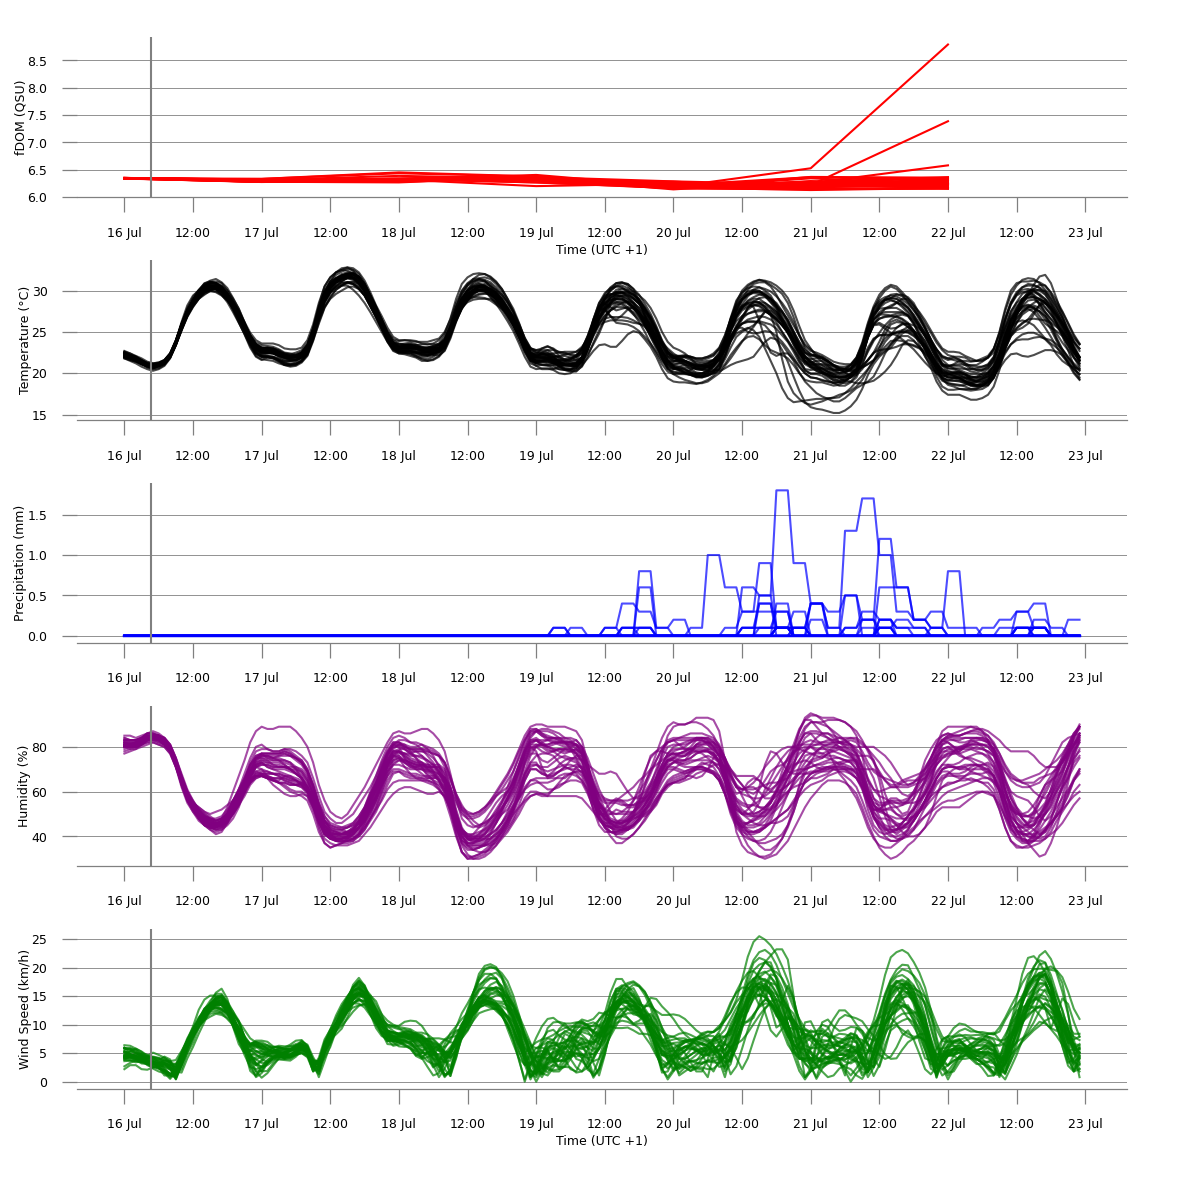 fDOM (QSU)
8.5
8.0
7.5
7.0
6.5
6.0
16 Jul 12:00 17 Jul 12:00 18 Jul 12:00 19 Jul 12:00 20 Jul 12:00 21 Jul 12:00 22 Jul 12:00 23 Jul
Time (UTC +1)
Temperature (°C)
30
25
20
15
16 Jul 12:00 17 Jul 12:00 18 Jul 12:00 19 Jul 12:00 20 Jul 12:00 21 Jul 12:00 22 Jul 12:00 23 Jul
Precipitation (mm)
1.5
1.0
0.5
0.0
16 Jul 12:00 17 Jul 12:00 18 Jul 12:00 19 Jul 12:00 20 Jul 12:00 21 Jul 12:00 22 Jul 12:00 23 Jul
Humidity (%)
80
60
40
16 Jul 12:00 17 Jul 12:00 18 Jul 12:00 19 Jul 12:00 20 Jul 12:00 21 Jul 12:00 22 Jul 12:00 23 Jul
Wind Speed (km/h)
25
20
15
10
5
0
16 Jul 12:00 17 Jul 12:00 18 Jul 12:00 19 Jul 12:00 20 Jul 12:00 21 Jul 12:00 22 Jul 12:00 23 Jul
Time (UTC +1)